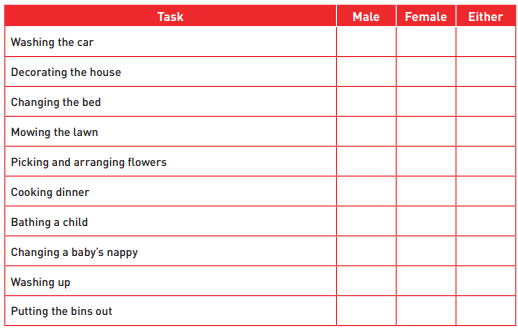 Task Male Female Either
Washing the car
Decorating the house
Changing the bed
Mowing the lawn
Picking and arranging flowers
Cooking dinner
Bathing a child
Changing a baby's nappy
Washing up
Putting the bins out